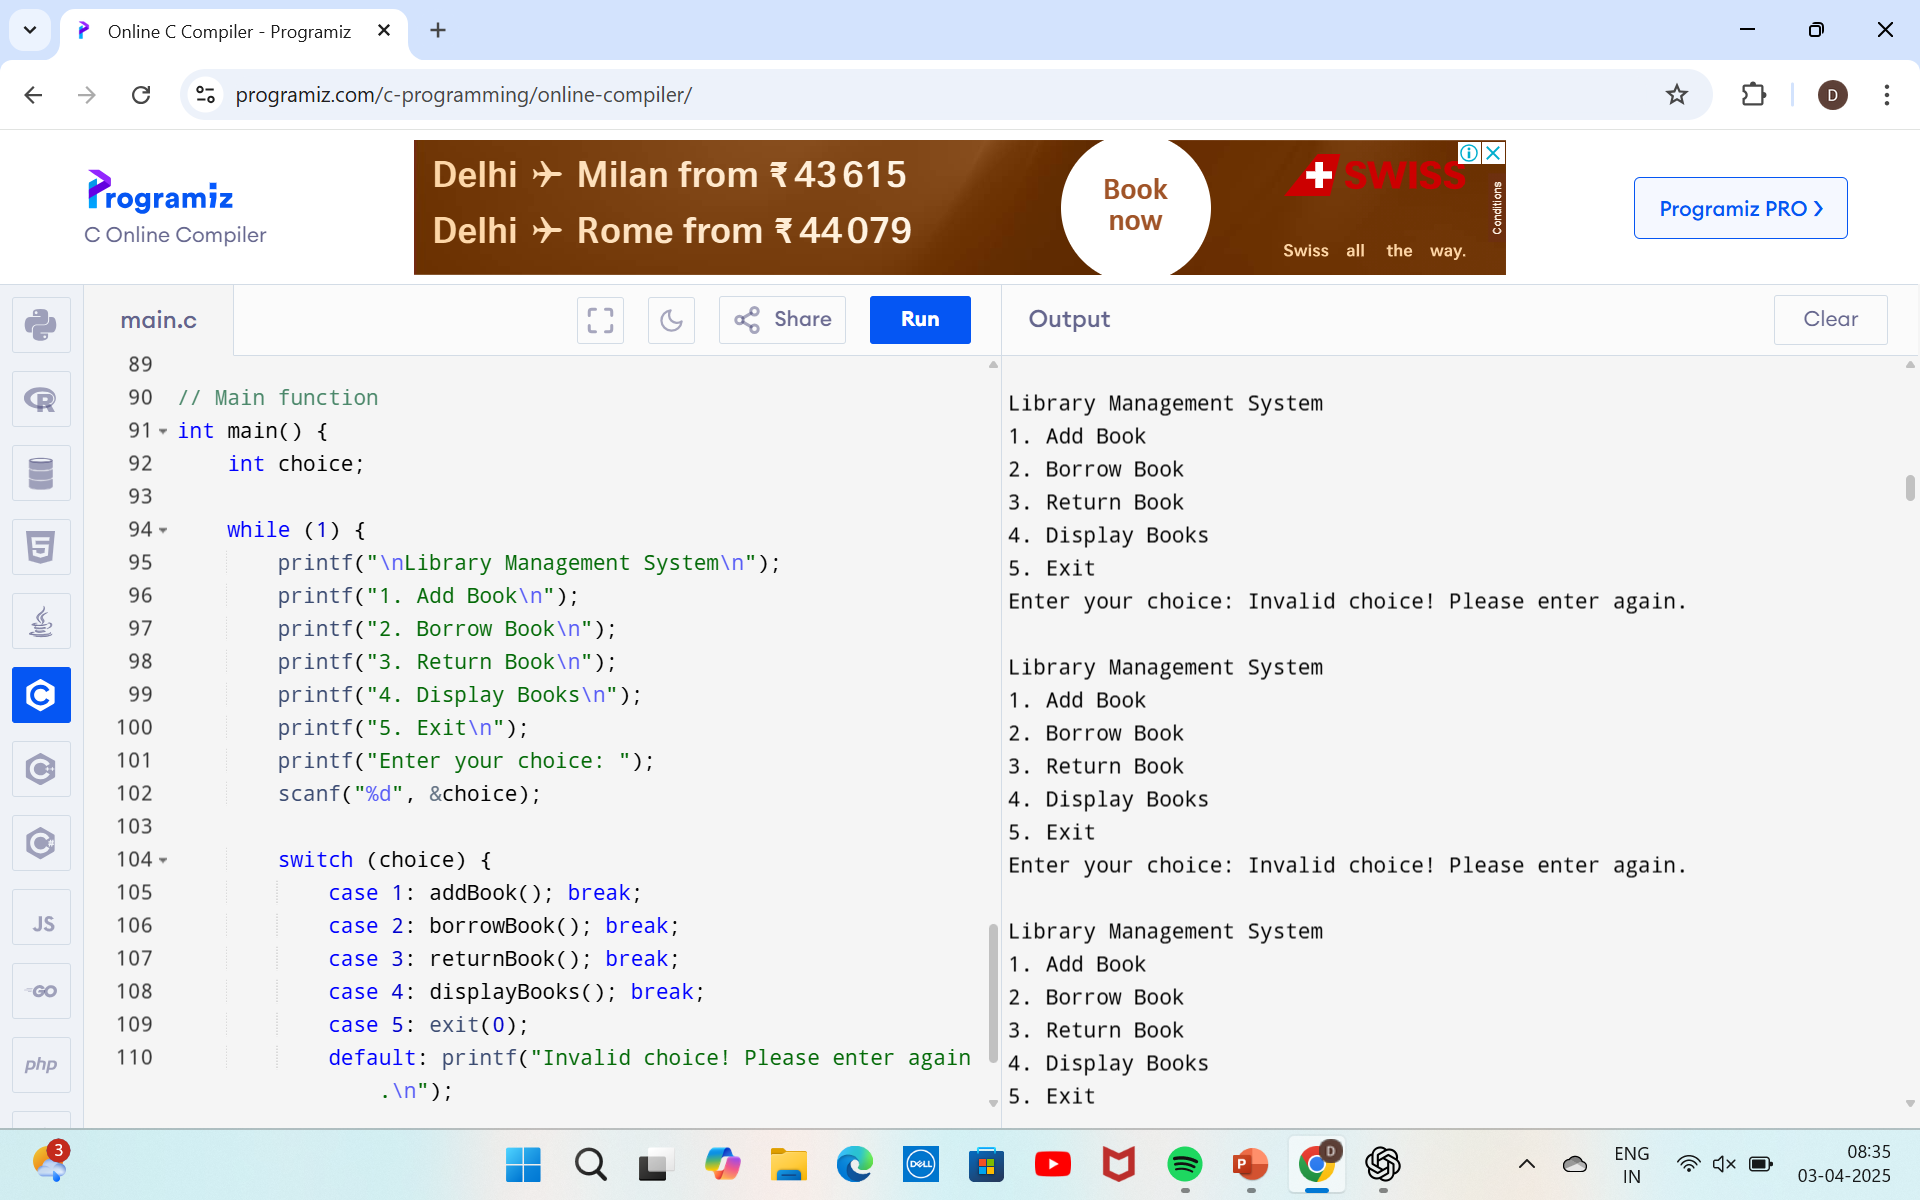 Online C Compiler - Programiz
programiz.com/c-programming/online-compiler/
D
Programiz
C Online Compiler
Delhi ✈ Milan from ₹ 43 615
Delhi ✈ Rome from ₹ 44 079
Book
now
SWISS
Swiss all the way.
Conditions
Programiz PRO ›
main.c
Share
Run
Output
Clear
89
90 // Main function
91 int main() {
92     int choice;
93
94     while (1) {
95         printf("\nLibrary Management System\n");
96         printf("1. Add Book\n");
97         printf("2. Borrow Book\n");
98         printf("3. Return Book\n");
99         printf("4. Display Books\n");
100         printf("5. Exit\n");
101         printf("Enter your choice: ");
102         scanf("%d", &choice);
103
104         switch (choice) {
105             case 1: addBook(); break;
106             case 2: borrowBook(); break;
107             case 3: returnBook(); break;
108             case 4: displayBooks(); break;
109             case 5: exit(0);
110             default: printf("Invalid choice! Please enter again
.\n");
Library Management System
1. Add Book
2. Borrow Book
3. Return Book
4. Display Books
5. Exit
Enter your choice: Invalid choice! Please enter again.
Library Management System
1. Add Book
2. Borrow Book
3. Return Book
4. Display Books
5. Exit
Enter your choice: Invalid choice! Please enter again.
Library Management System
1. Add Book
2. Borrow Book
3. Return Book
4. Display Books
5. Exit
R
5
C
C
C#
JS
GO
php
3
DELL
P
D
ENG
IN
08:35
03-04-2025